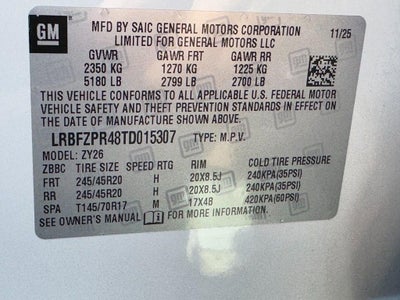 GM
MFD BY SAIC GENERAL MOTORS CORPORATION
LIMITED FOR GENERAL MOTORS LLC
11/25
GVWR GAWR FRT GAWR RR
2350 KG 1270 KG 1225 KG
5180 LB 2799 LB 2700 LB
THIS VEHICLE CONFORMS TO ALL APPLICABLE U.S. FEDERAL MOTOR
VEHICLE SAFETY AND THEFT PREVENTION STANDARDS IN EFFECT ON
THE DATE OF MANUFACTURE SHOWN ABOVE.
LRBFZPR48TD015307 TYPE: M.P.V.
MODEL: ZY26
ZBBC TIRE SIZE SPEED RTG RIM COLD TIRE PRESSURE
FRT 245/45R20 H 20X8.5J 240KPA(35PSI)
RR 245/45R20 H 20X8.5J 240KPA(35PSI)
SPA T145/70R17 M 17X4B 420KPA(60PSI)
SEE OWNER'S MANUAL FOR MORE INFORMATION.